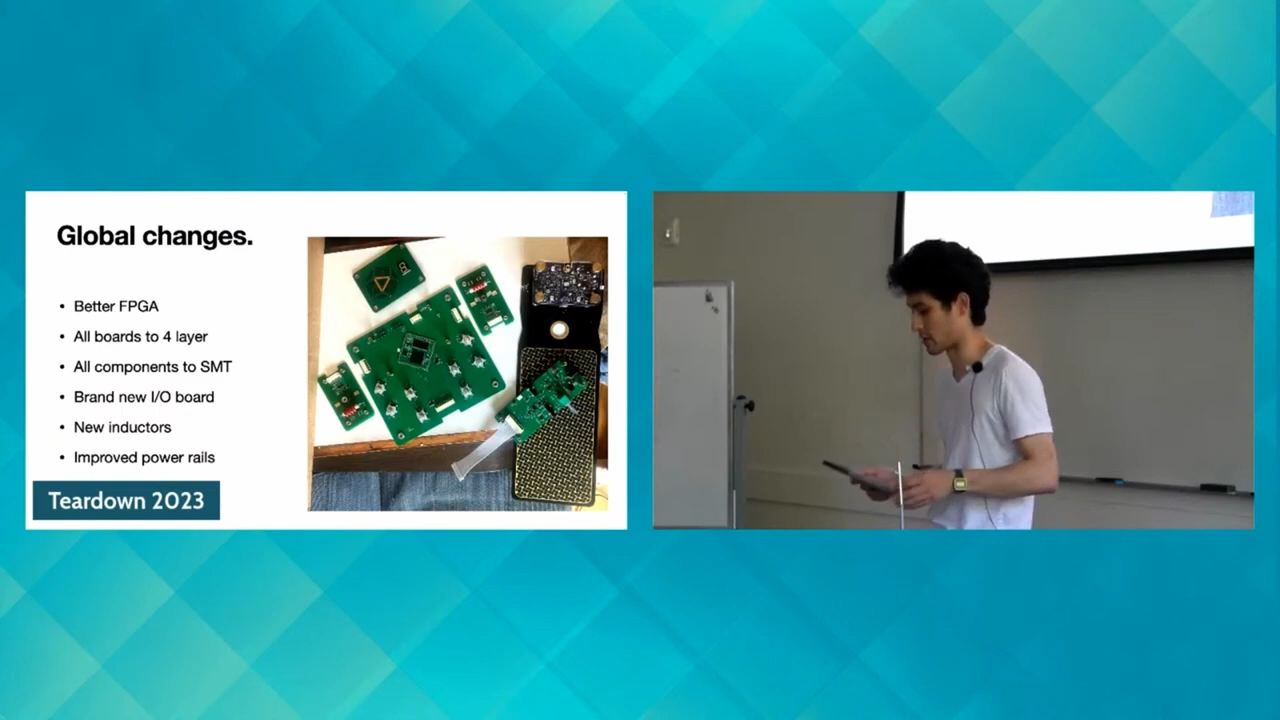 Global changes.
• Better FPGA
• All boards to 4 layer
• All components to SMT
• Brand new I/O board
• New inductors
• Improved power rails
Teardown 2023